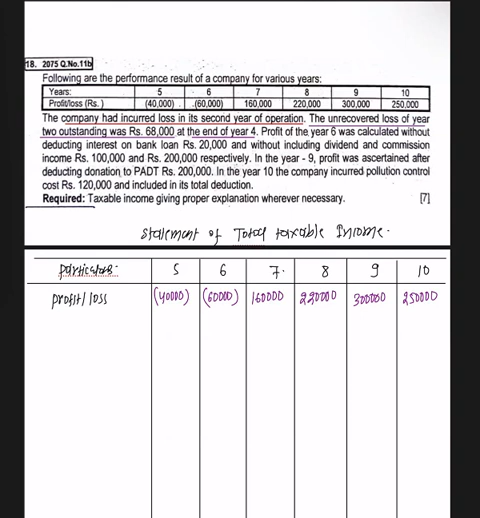 18. 2075 Q.No.11b
Following are the performance result of a company for various years:
Years: 5 6 7 8 9 10
Profit/loss (Rs. ) (40,000) (60,000) 160,000 220,000 300,000 250,000
The company had incurred loss in its second year of operation. The unrecovered loss of year
two outstanding was Rs. 68,000 at the end of year 4. Profit of the year 6 was calculated without
deducting interest on bank loan Rs. 20,000 and without including dividend and commission
income Rs. 100,000 and Rs. 200,000 respectively. In the year - 9, profit was ascertained after
deducting donation to PADT Rs. 200,000. In the year 10 the company incurred pollution control
cost Rs. 120,000 and included in its total deduction.
Required: Taxable income giving proper explanation wherever necessary. [7]
Statement of Total taxable Income.
particulars. 5 6 7. 8 9 10
profit/loss (40000) (60000) 160000 220000 300000 250000